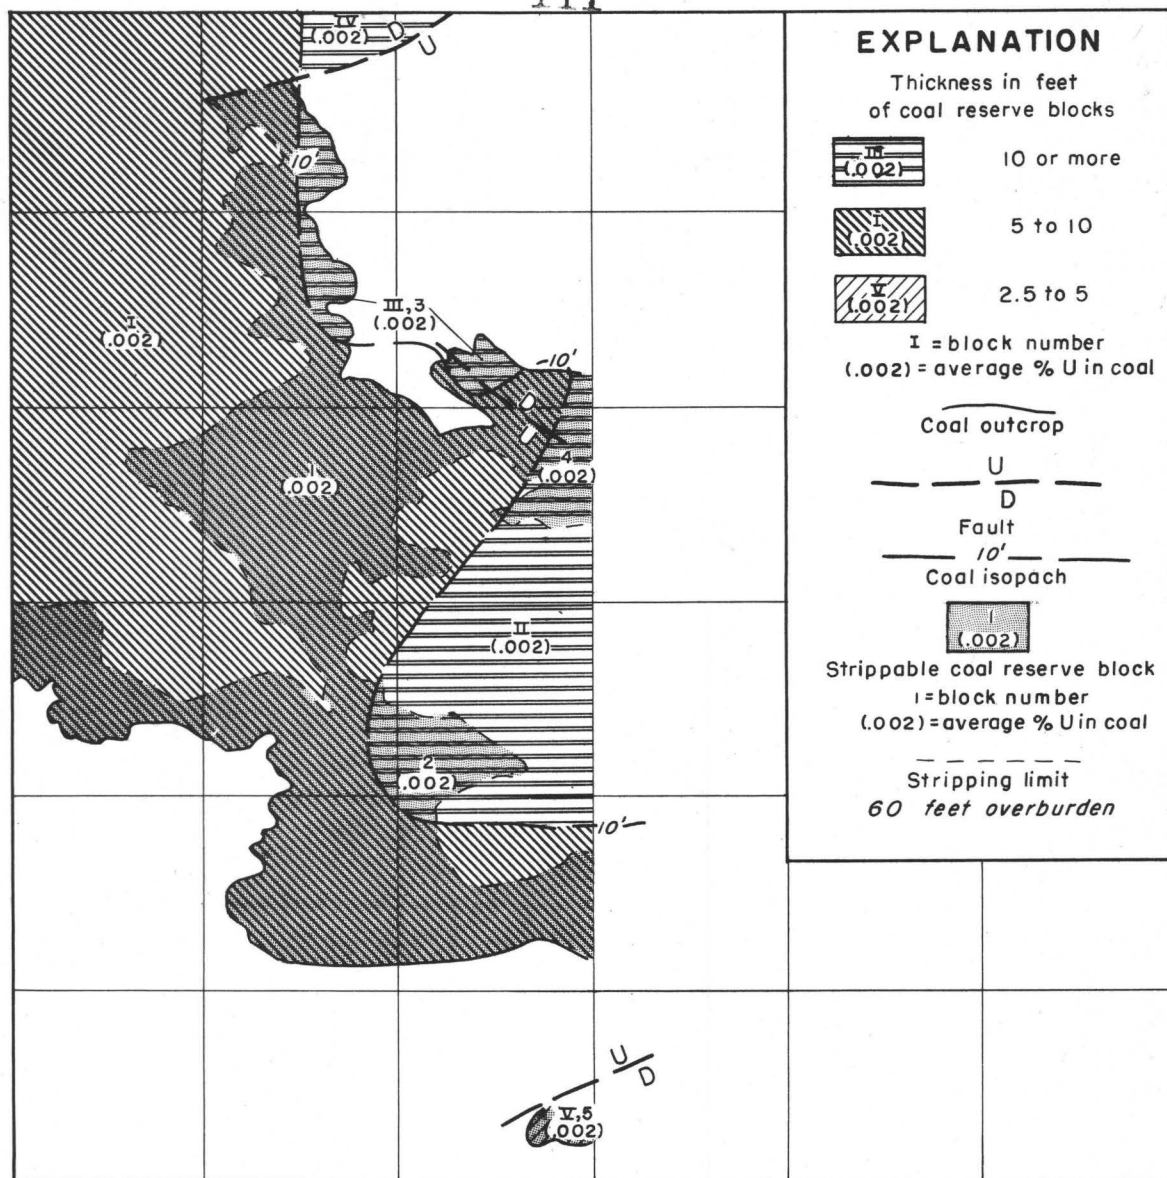 IV
(.002)
D
U
10'
III,3
(.002)
I
(.002)
10'
D
U
4
(.002)
1
(.002)
II
(.002)
2
(.002)
10'
U
D
V,5
(.002)
EXPLANATION
Thickness in feet
of coal reserve blocks
III
(.002)
10 or more
I
(.002)
5 to 10
V
(.002)
2.5 to 5
I = block number
(.002) = average % U in coal
Coal outcrop
U
D
Fault
10'
Coal isopach
1
(.002)
Strippable coal reserve block
1 = block number
(.002) = average % U in coal
Stripping limit
60 feet overburden